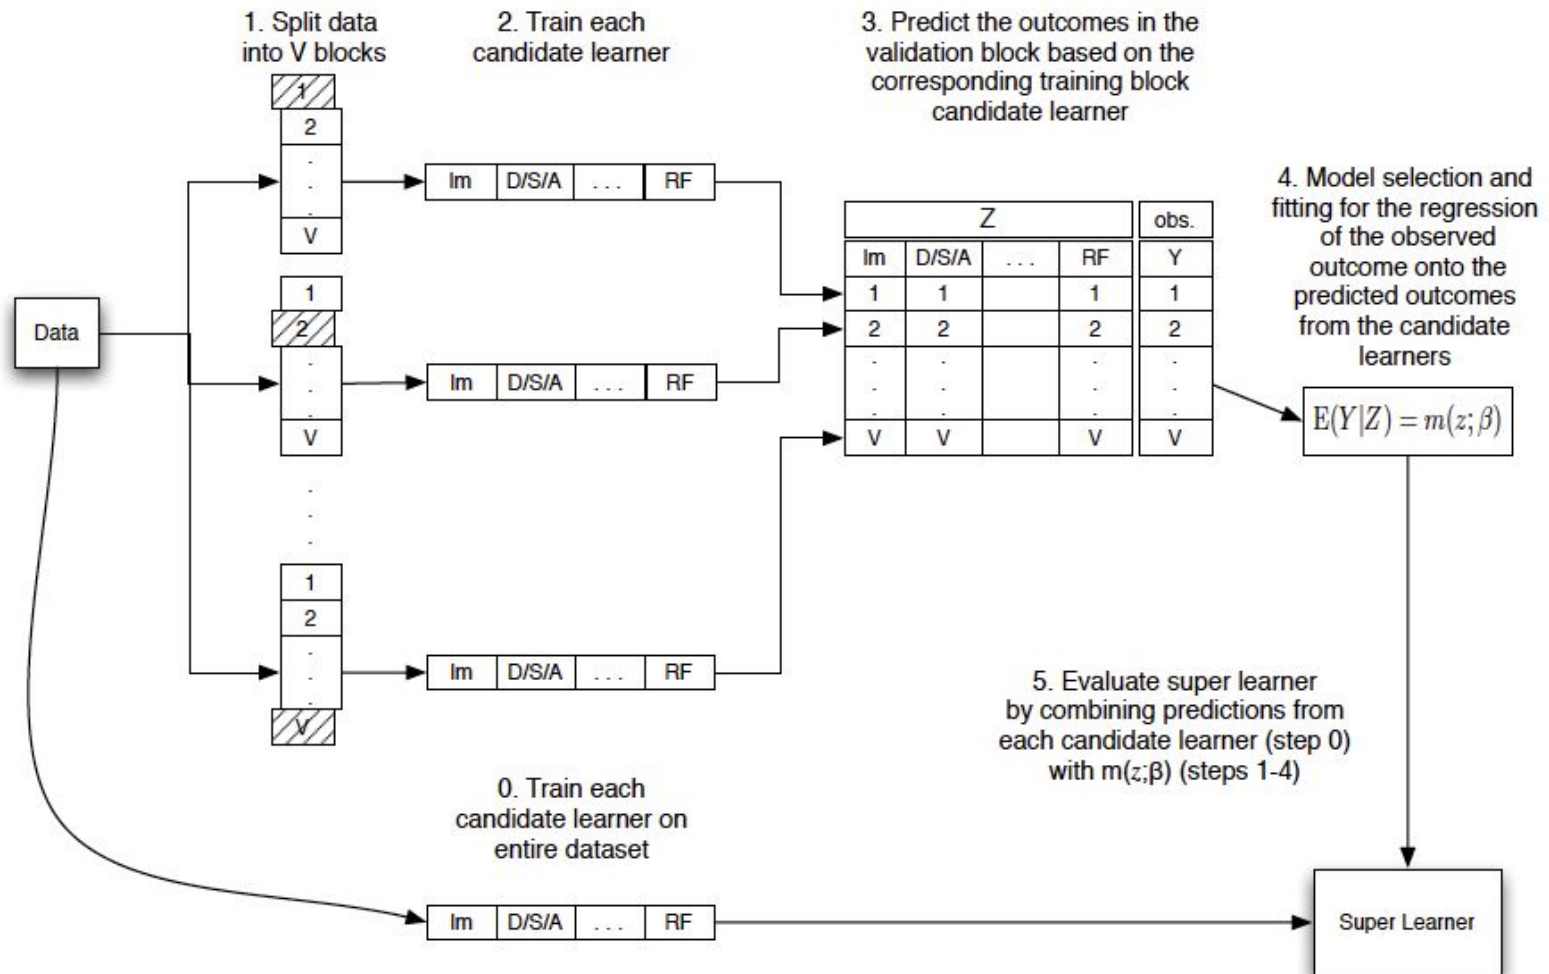 1. Split data
into V blocks
2. Train each
candidate learner
3. Predict the outcomes in the
validation block based on the
corresponding training block
candidate learner
1
2
.
.
.
V
lm D/S/A . . . RF
4. Model selection and
fitting for the regression
of the observed
outcome onto the
predicted outcomes
from the candidate
learners
Z obs.
lm D/S/A . . . RF Y
1 1 1 1
2 2 2 2
. . . .
. . . .
. . . .
V V V V
E(Y|Z) = m(z; β)
Data
1
2
.
.
.
V
lm D/S/A . . . RF
.
.
.
1
2
.
.
.
V
lm D/S/A . . . RF
5. Evaluate super learner
by combining predictions from
each candidate learner (step 0)
with m(z;β) (steps 1-4)
0. Train each
candidate learner on
entire dataset
lm D/S/A . . . RF
Super Learner